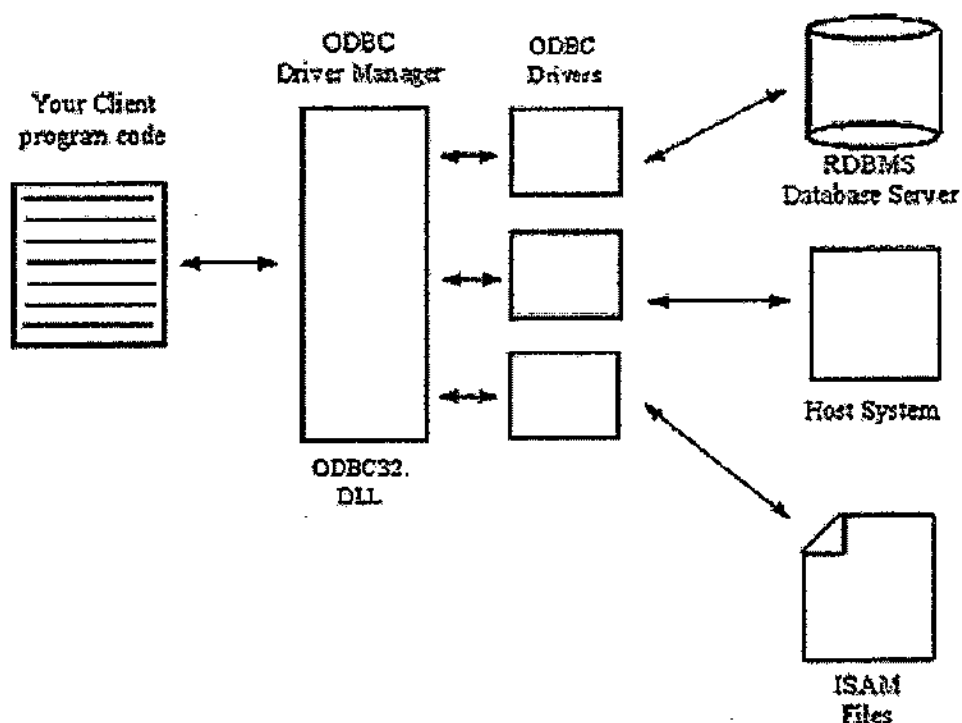 Your Client
program code
ODBC
Driver Manager
ODBC32.
DLL
ODBC
Drivers
RDBMS
Database Server
Host System
ISAM
Files